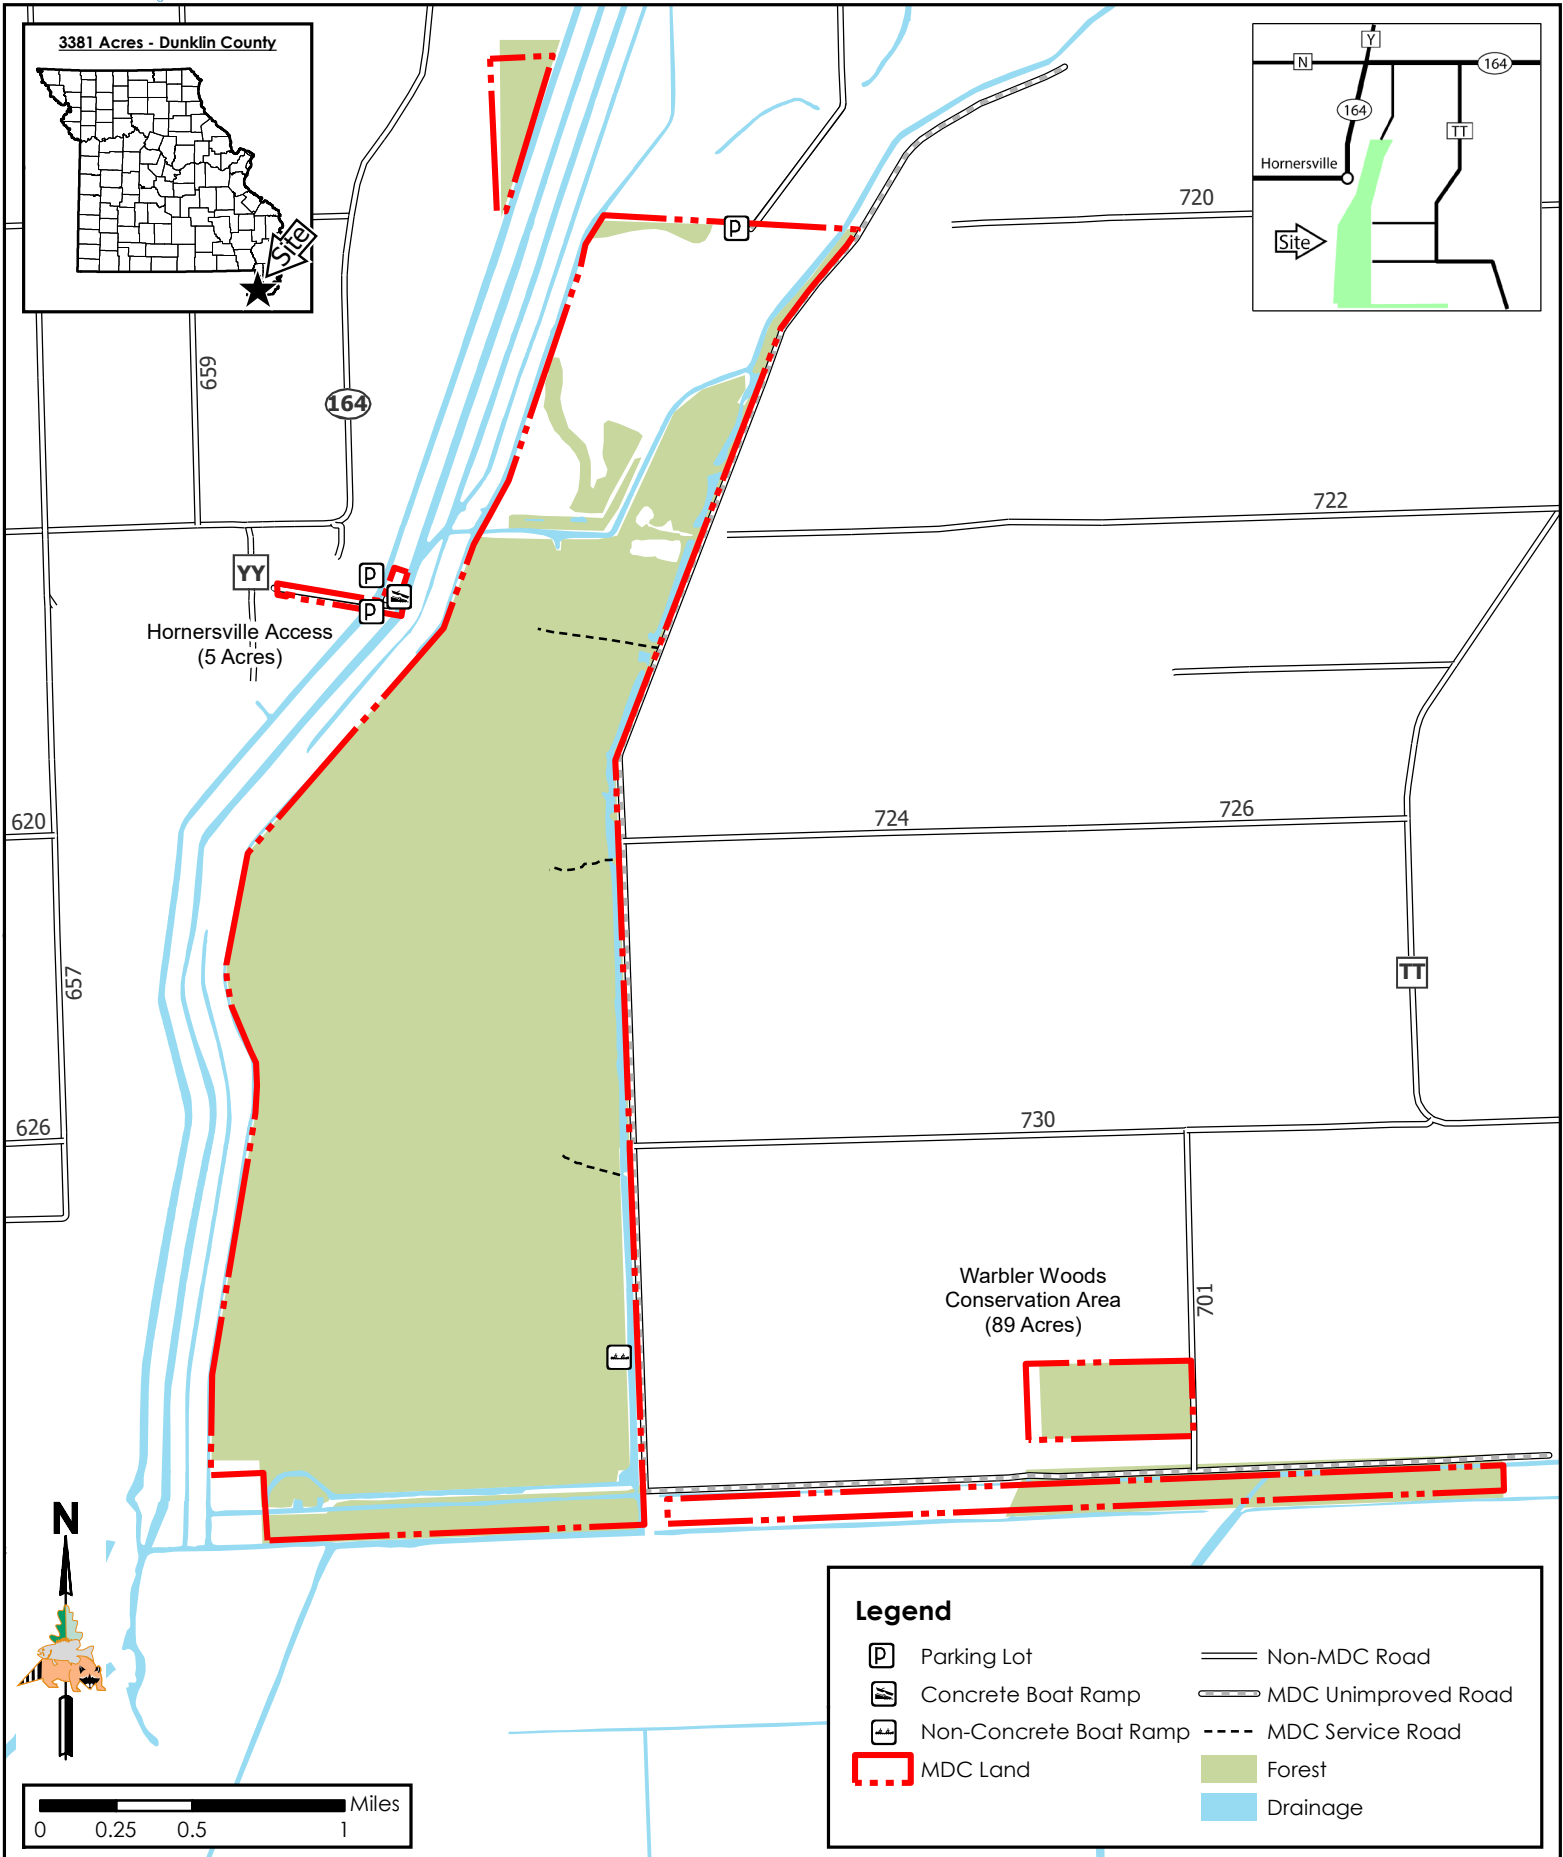 3381 Acres - Dunklin County
Site
Y
N
164
164
TT
Hornersville
Site
720
659
164
722
P
P
P
YY
Hornersville Access
(5 Acres)
620
724
726
657
TT
626
730
Warbler Woods
Conservation Area
(89 Acres)
701
N
Legend
P Parking Lot
Concrete Boat Ramp
Non-Concrete Boat Ramp
MDC Land
Non-MDC Road
MDC Unimproved Road
MDC Service Road
Forest
Drainage
Miles
0 0.25 0.5 1